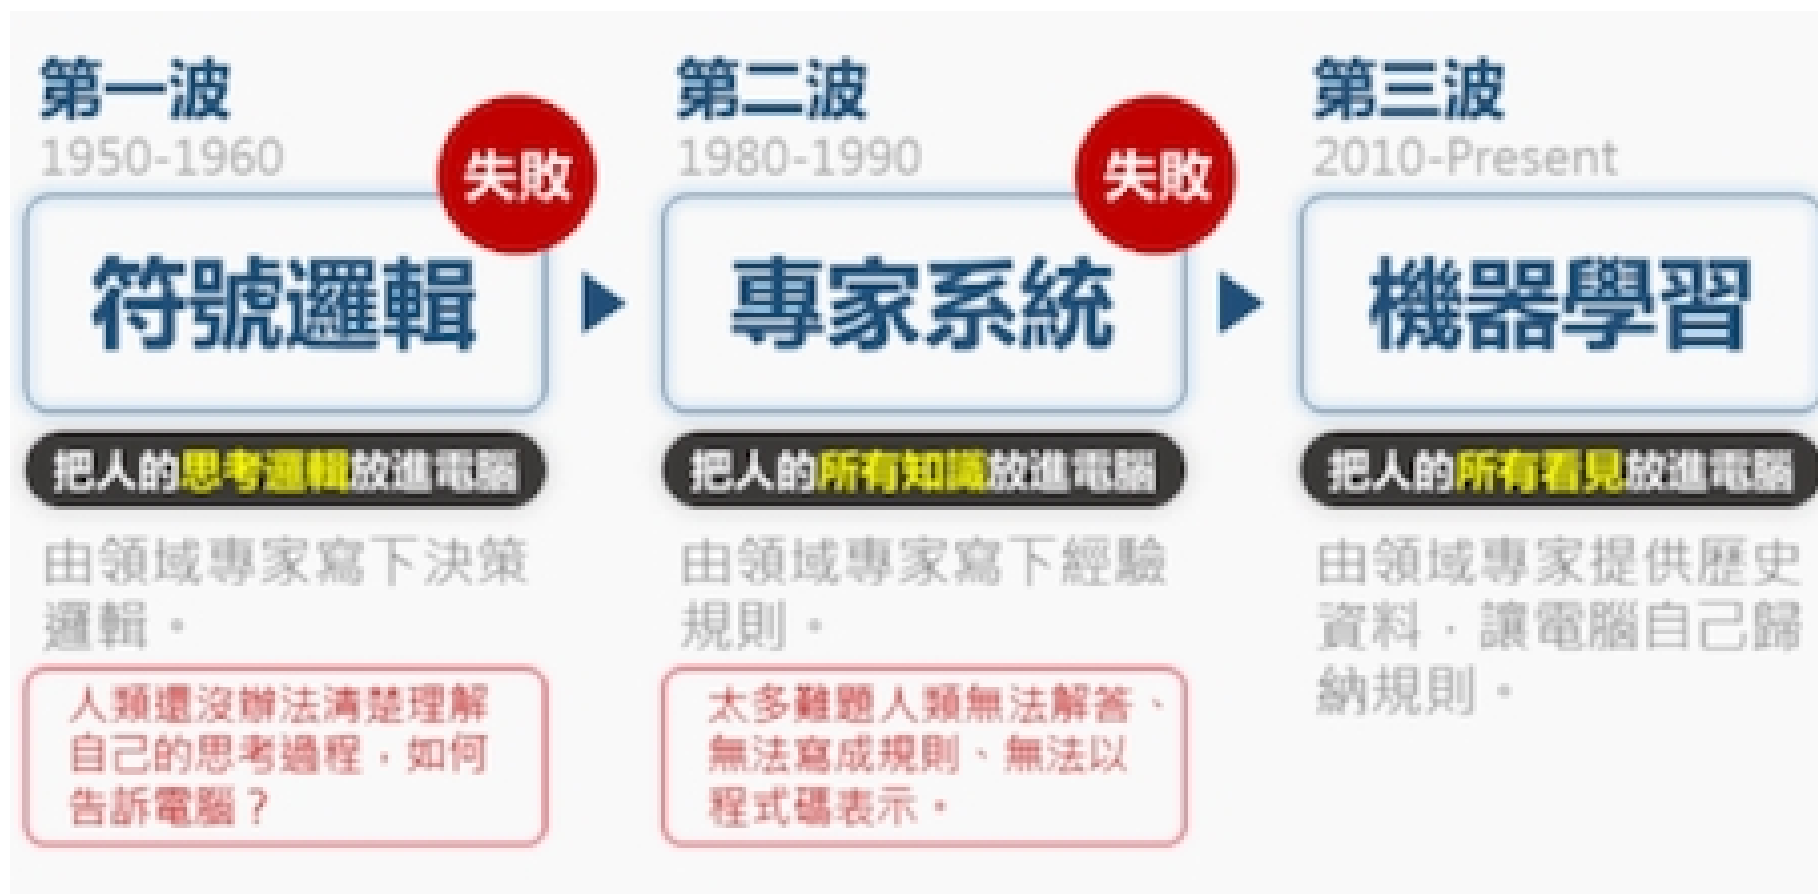 第一波
1950-1960
失敗
符號邏輯
把人的思考邏輯放進電腦
由領域專家寫下決策
邏輯。
人類還沒辦法清楚理解
自己的思考過程，如何
告訴電腦？
第二波
1980-1990
失敗
專家系統
把人的所有知識放進電腦
由領域專家寫下經驗
規則。
太多難題人類無法解答、
無法寫成規則、無法以
程式碼表示。
第三波
2010-Present
機器學習
把人的所有看見放進電腦
由領域專家提供歷史
資料，讓電腦自己歸
納規則。